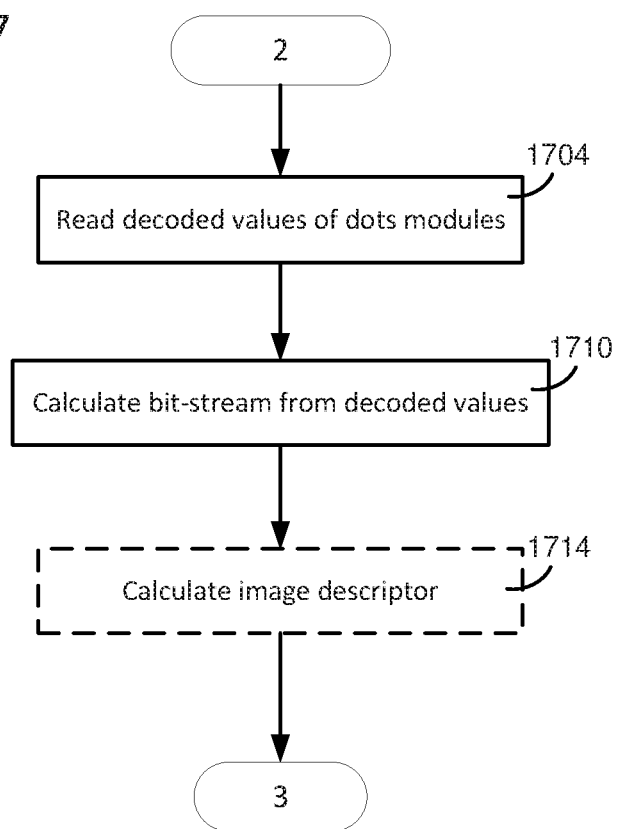 7
2
1704
Read decoded values of dots modules
1710
Calculate bit-stream from decoded values
1714
Calculate image descriptor
3